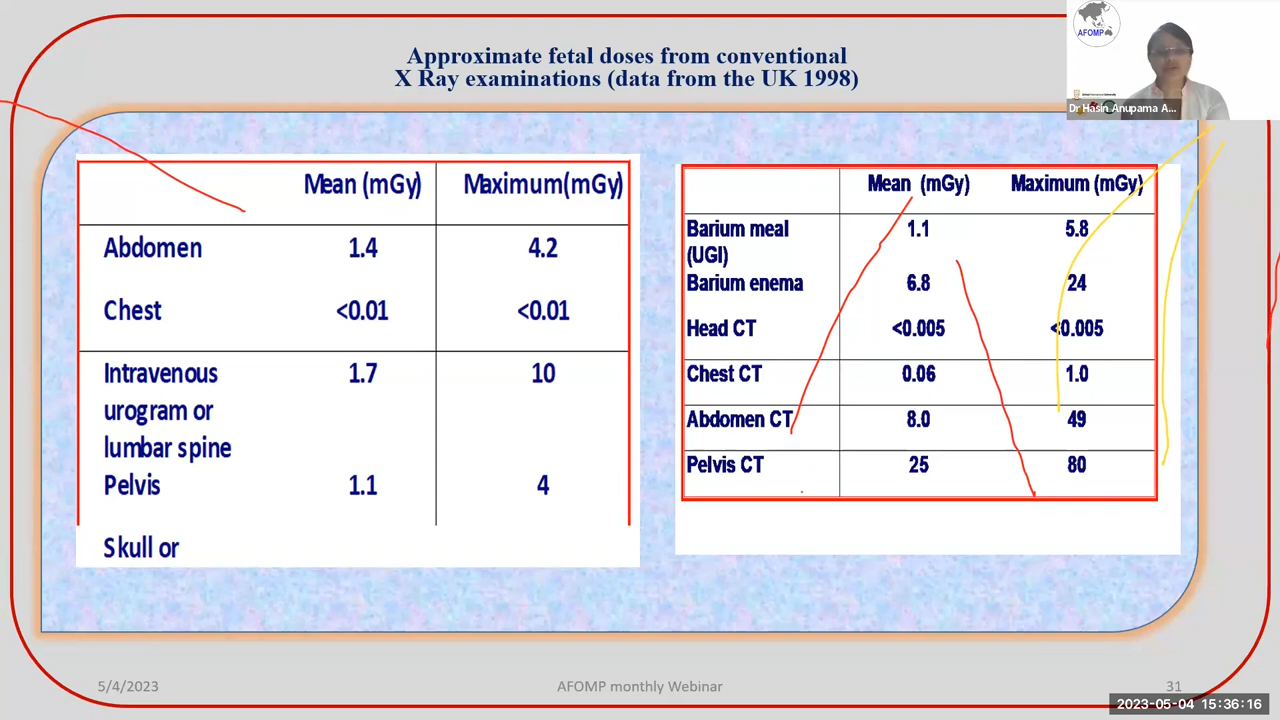 Approximate fetal doses from conventional
X Ray examinations (data from the UK 1998)
AFOMP
Dr Hasin Anupama A...
Mean (mGy) Maximum(mGy)
Abdomen 1.4 4.2
Chest <0.01 <0.01
Intravenous 1.7 10
urogram or
lumbar spine
Pelvis 1.1 4
Skull or
Mean (mGy) Maximum (mGy)
Barium meal 1.1 5.8
(UGI)
Barium enema 6.8 24
Head CT <0.005 <0.005
Chest CT 0.06 1.0
Abdomen CT 8.0 49
Pelvis CT 25 80
5/4/2023 AFOMP monthly Webinar 31
2023-05-04 15:36:16